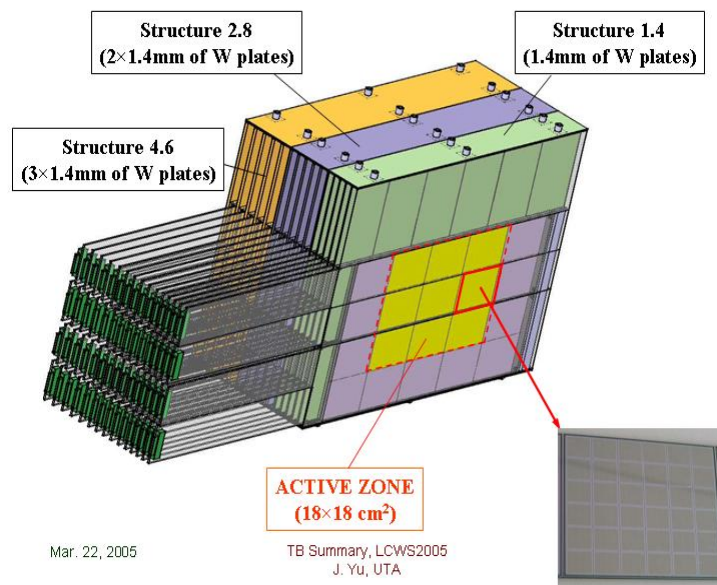 Structure 2.8
(2×1.4mm of W plates)
Structure 1.4
(1.4mm of W plates)
Structure 4.6
(3×1.4mm of W plates)
ACTIVE ZONE
(18×18 cm²)
Mar. 22, 2005
TB Summary, LCWS2005
J. Yu, UTA